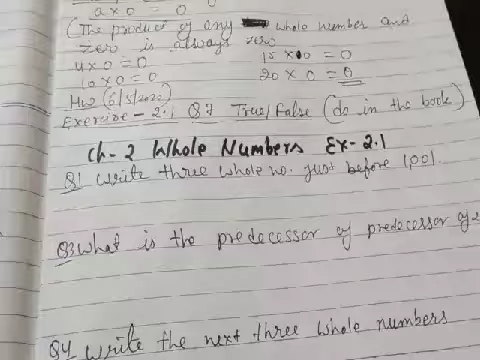 a x 0 = 0
(The product of any whole number and
zero is always zero
4 x 0 = 0 15 x 0 = 0
10 x 0 = 0 20 x 0 = 0
HW (6/5/2020)
Exercise - 2.1 Q7 True/False (do in the book)
Ch-2 Whole Numbers Ex-2.1
Q1 Write three whole no. just before 1001.
Q3 What is the predecessor of predecessor of
Q4 Write the next three whole numbers